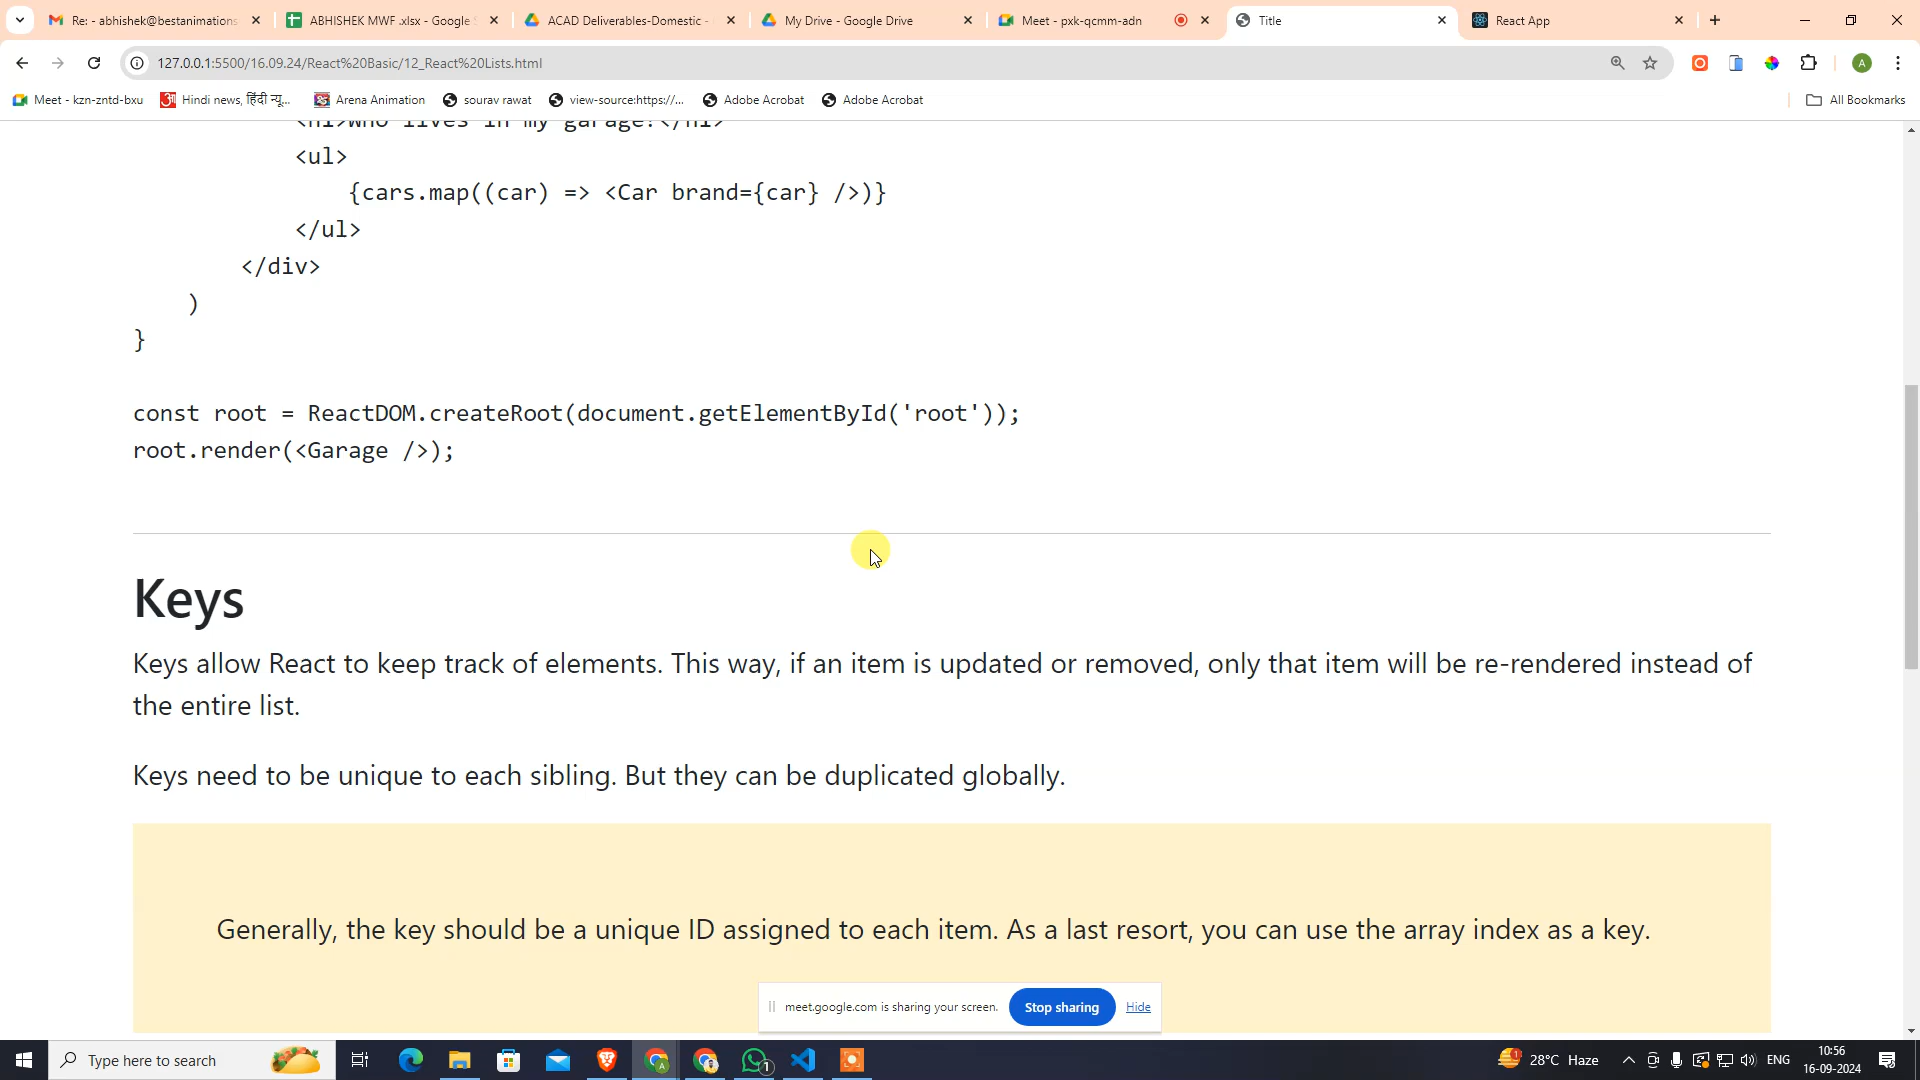 Re: - abhishek@bestanimations
ABHISHEK MWF .xlsx - Google S
ACAD Deliverables-Domestic -
My Drive - Google Drive
Meet - pxk-qcmm-adn
Title
React App
127.0.0.1:5500/16.09.24/React%20Basic/12_React%20Lists.html
A
Meet - kzn-zntd-bxu
Hindi news, हिंदी न्यू...
Arena Animation
sourav rawat
view-source:https://...
Adobe Acrobat
Adobe Acrobat
All Bookmarks
<h1>Who lives in my garage?</h1>
<ul>
{cars.map((car) => <Car brand={car} />)}
</ul>
</div>
)
}
const root = ReactDOM.createRoot(document.getElementById('root'));
root.render(<Garage />);
Keys
Keys allow React to keep track of elements. This way, if an item is updated or removed, only that item will be re-rendered instead of
the entire list.
Keys need to be unique to each sibling. But they can be duplicated globally.
Generally, the key should be a unique ID assigned to each item. As a last resort, you can use the array index as a key.
meet.google.com is sharing your screen.
Stop sharing
Hide
Type here to search
28°C Haze
ENG
10:56
16-09-2024